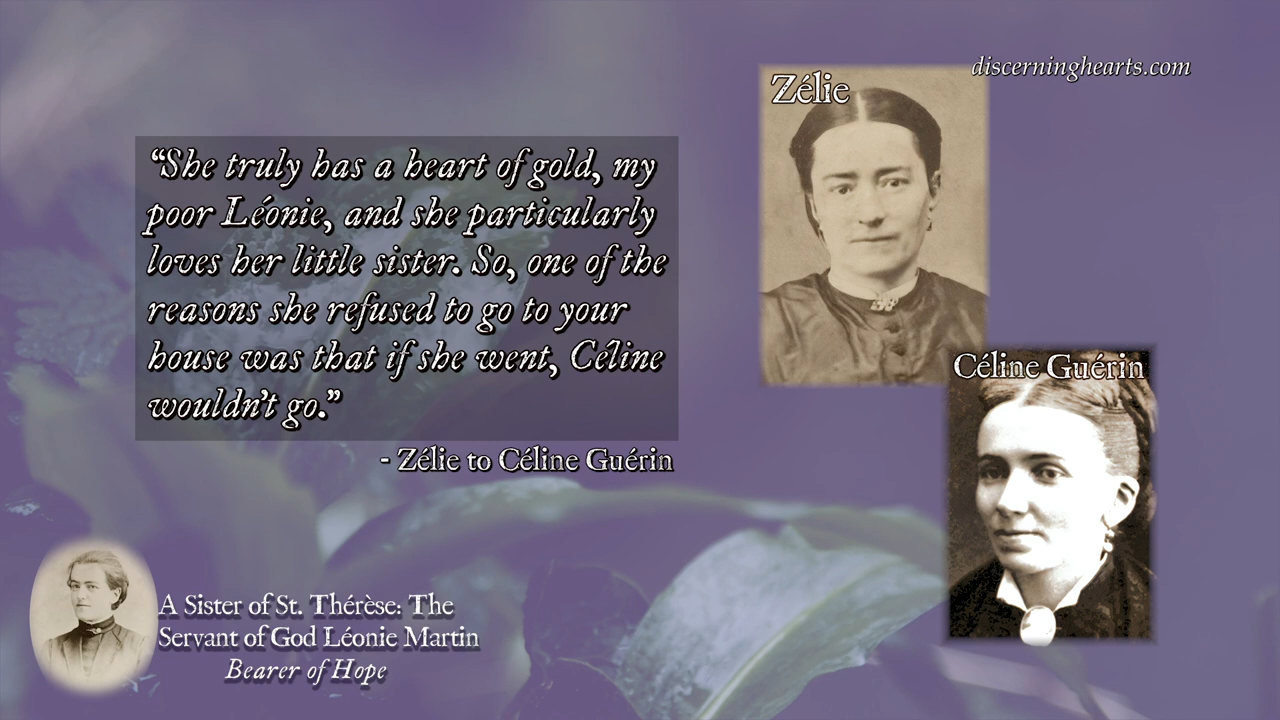 discerninghearts.com
Zélie
“She truly has a heart of gold, my
poor Léonie, and she particularly
loves her little sister. So, one of the
reasons she refused to go to your
house was that if she went, Céline
wouldn’t go.”
- Zélie to Céline Guérin
Céline Guérin
A Sister of St. Thérèse: The
Servant of God Léonie Martin
Bearer of Hope